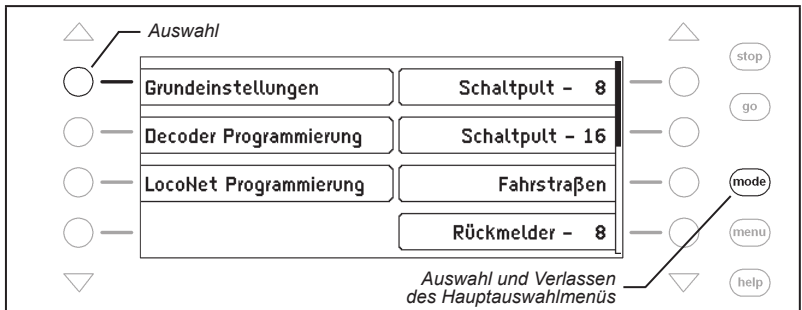 Auswahl
stop
Grundeinstellungen
Schaltpult - 8
go
Decoder Programmierung
Schaltpult - 16
LocoNet Programmierung
Fahrstraßen
mode
Rückmelder - 8
menu
Auswahl und Verlassen
des Hauptauswahlmenüs
help